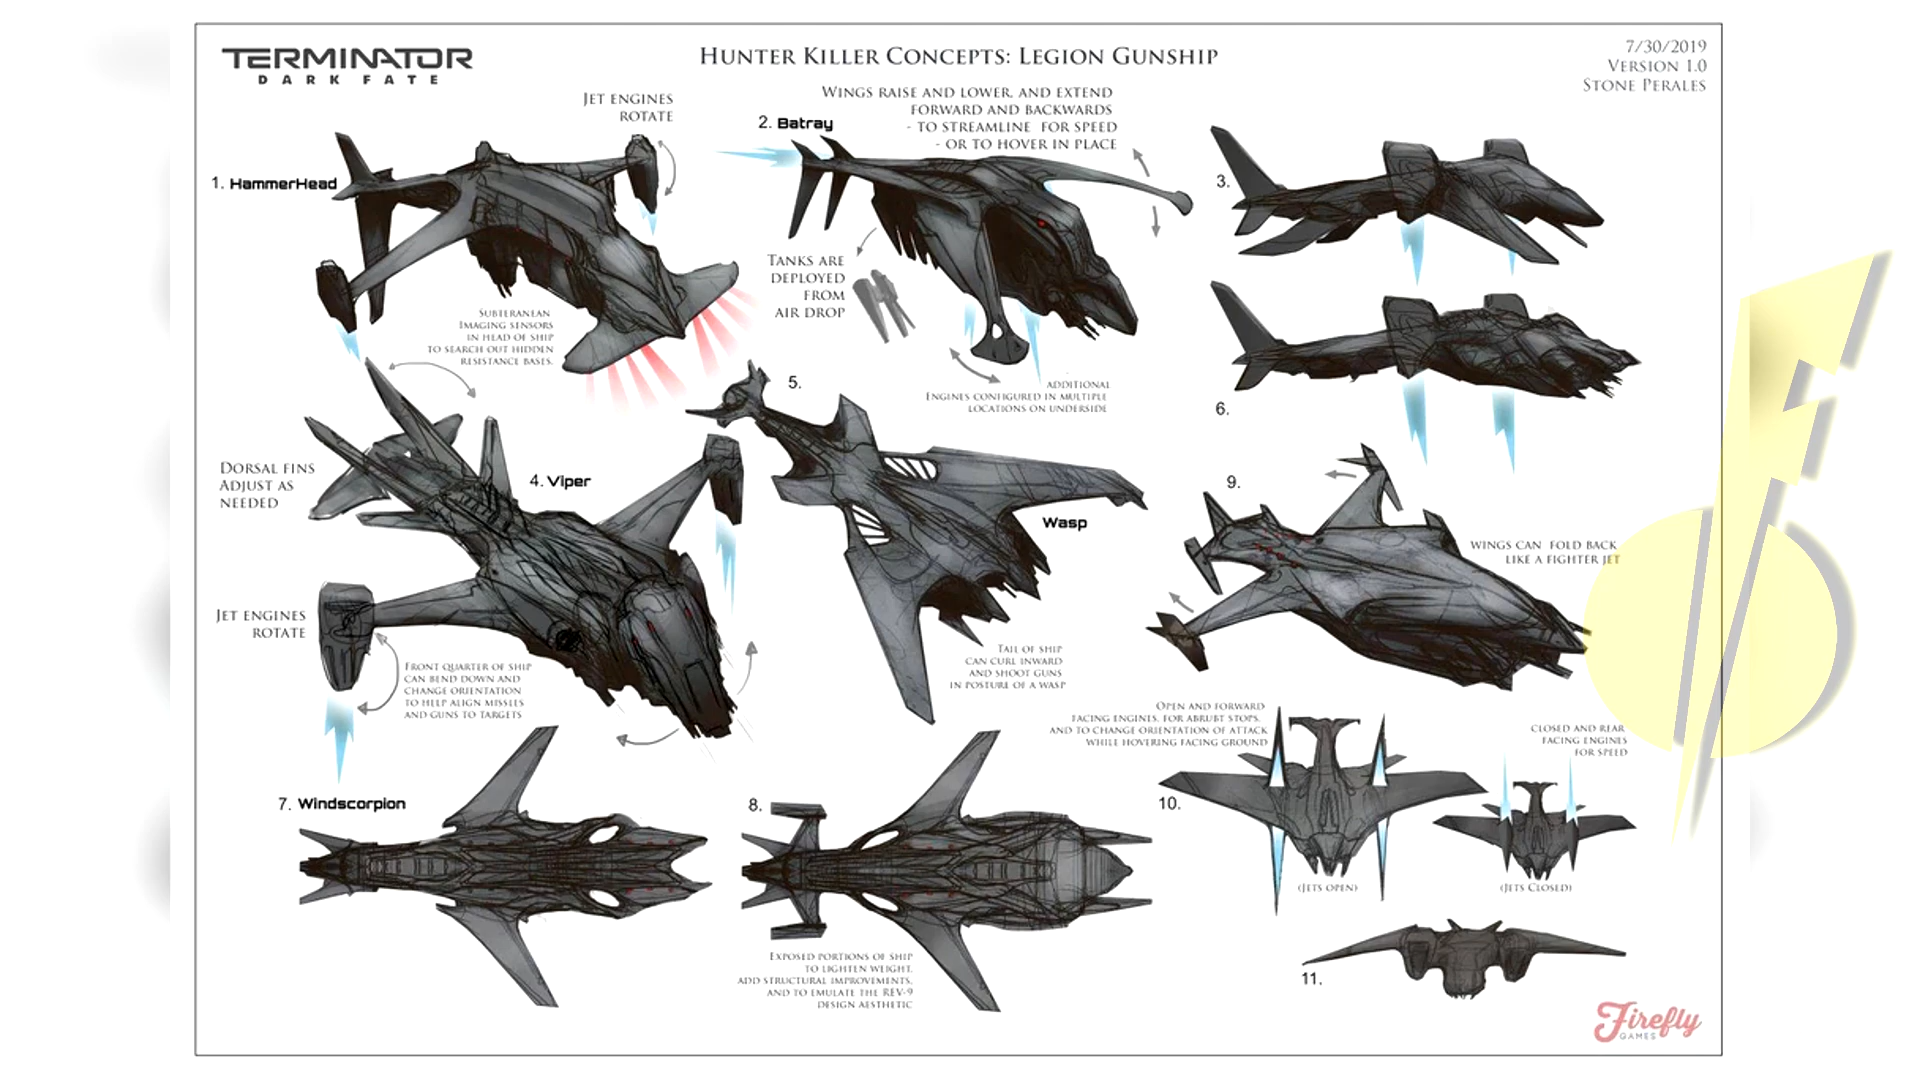 TERMINATOR
DARK FATE
HUNTER KILLER CONCEPTS: LEGION GUNSHIP
7/30/2019
VERSION 1.0
STONE PERALES
JET ENGINES
ROTATE
1. HammerHead
SUBTERANEAN
IMAGING SENSORS
IN HEAD OF SHIP
TO SEARCH OUT HIDDEN
RESISTANCE BASES.
2. Batray
WINGS RAISE AND LOWER, AND EXTEND
FORWARD AND BACKWARDS
- TO STREAMLINE FOR SPEED
- OR TO HOVER IN PLACE
TANKS ARE
DEPLOYED
FROM
AIR DROP
ADDITIONAL
ENGINES CONFIGURED IN MULTIPLE
LOCATIONS ON UNDERSIDE
3.
6.
DORSAL FINS
ADJUST AS
NEEDED
4. Viper
JET ENGINES
ROTATE
FRONT QUARTER OF SHIP
CAN BEND DOWN AND
CHANGE ORIENTATION
TO HELP ALIGN MISSLES
AND GUNS TO TARGETS
5.
Wasp
TAIL OF SHIP
CAN CURL INWARD
AND SHOOT GUNS
IN POSTURE OF A WASP
9.
WINGS CAN FOLD BACK
LIKE A FIGHTER JET
7. Windscorpion
8.
EXPOSED PORTIONS OF SHIP
TO LIGHTEN WEIGHT,
ADD STRUCTURAL IMPROVEMENTS,
AND TO EMULATE THE REV-9
DESIGN AESTHETIC
OPEN AND FORWARD
FACING ENGINES, FOR ABRUBT STOPS,
AND TO CHANGE ORIENTATION OF ATTACK
WHILE HOVERING FACING GROUND
10.
(JETS OPEN)
CLOSED AND REAR
FACING ENGINES
FOR SPEED
(JETS CLOSED)
11.
Firefly
GAMES